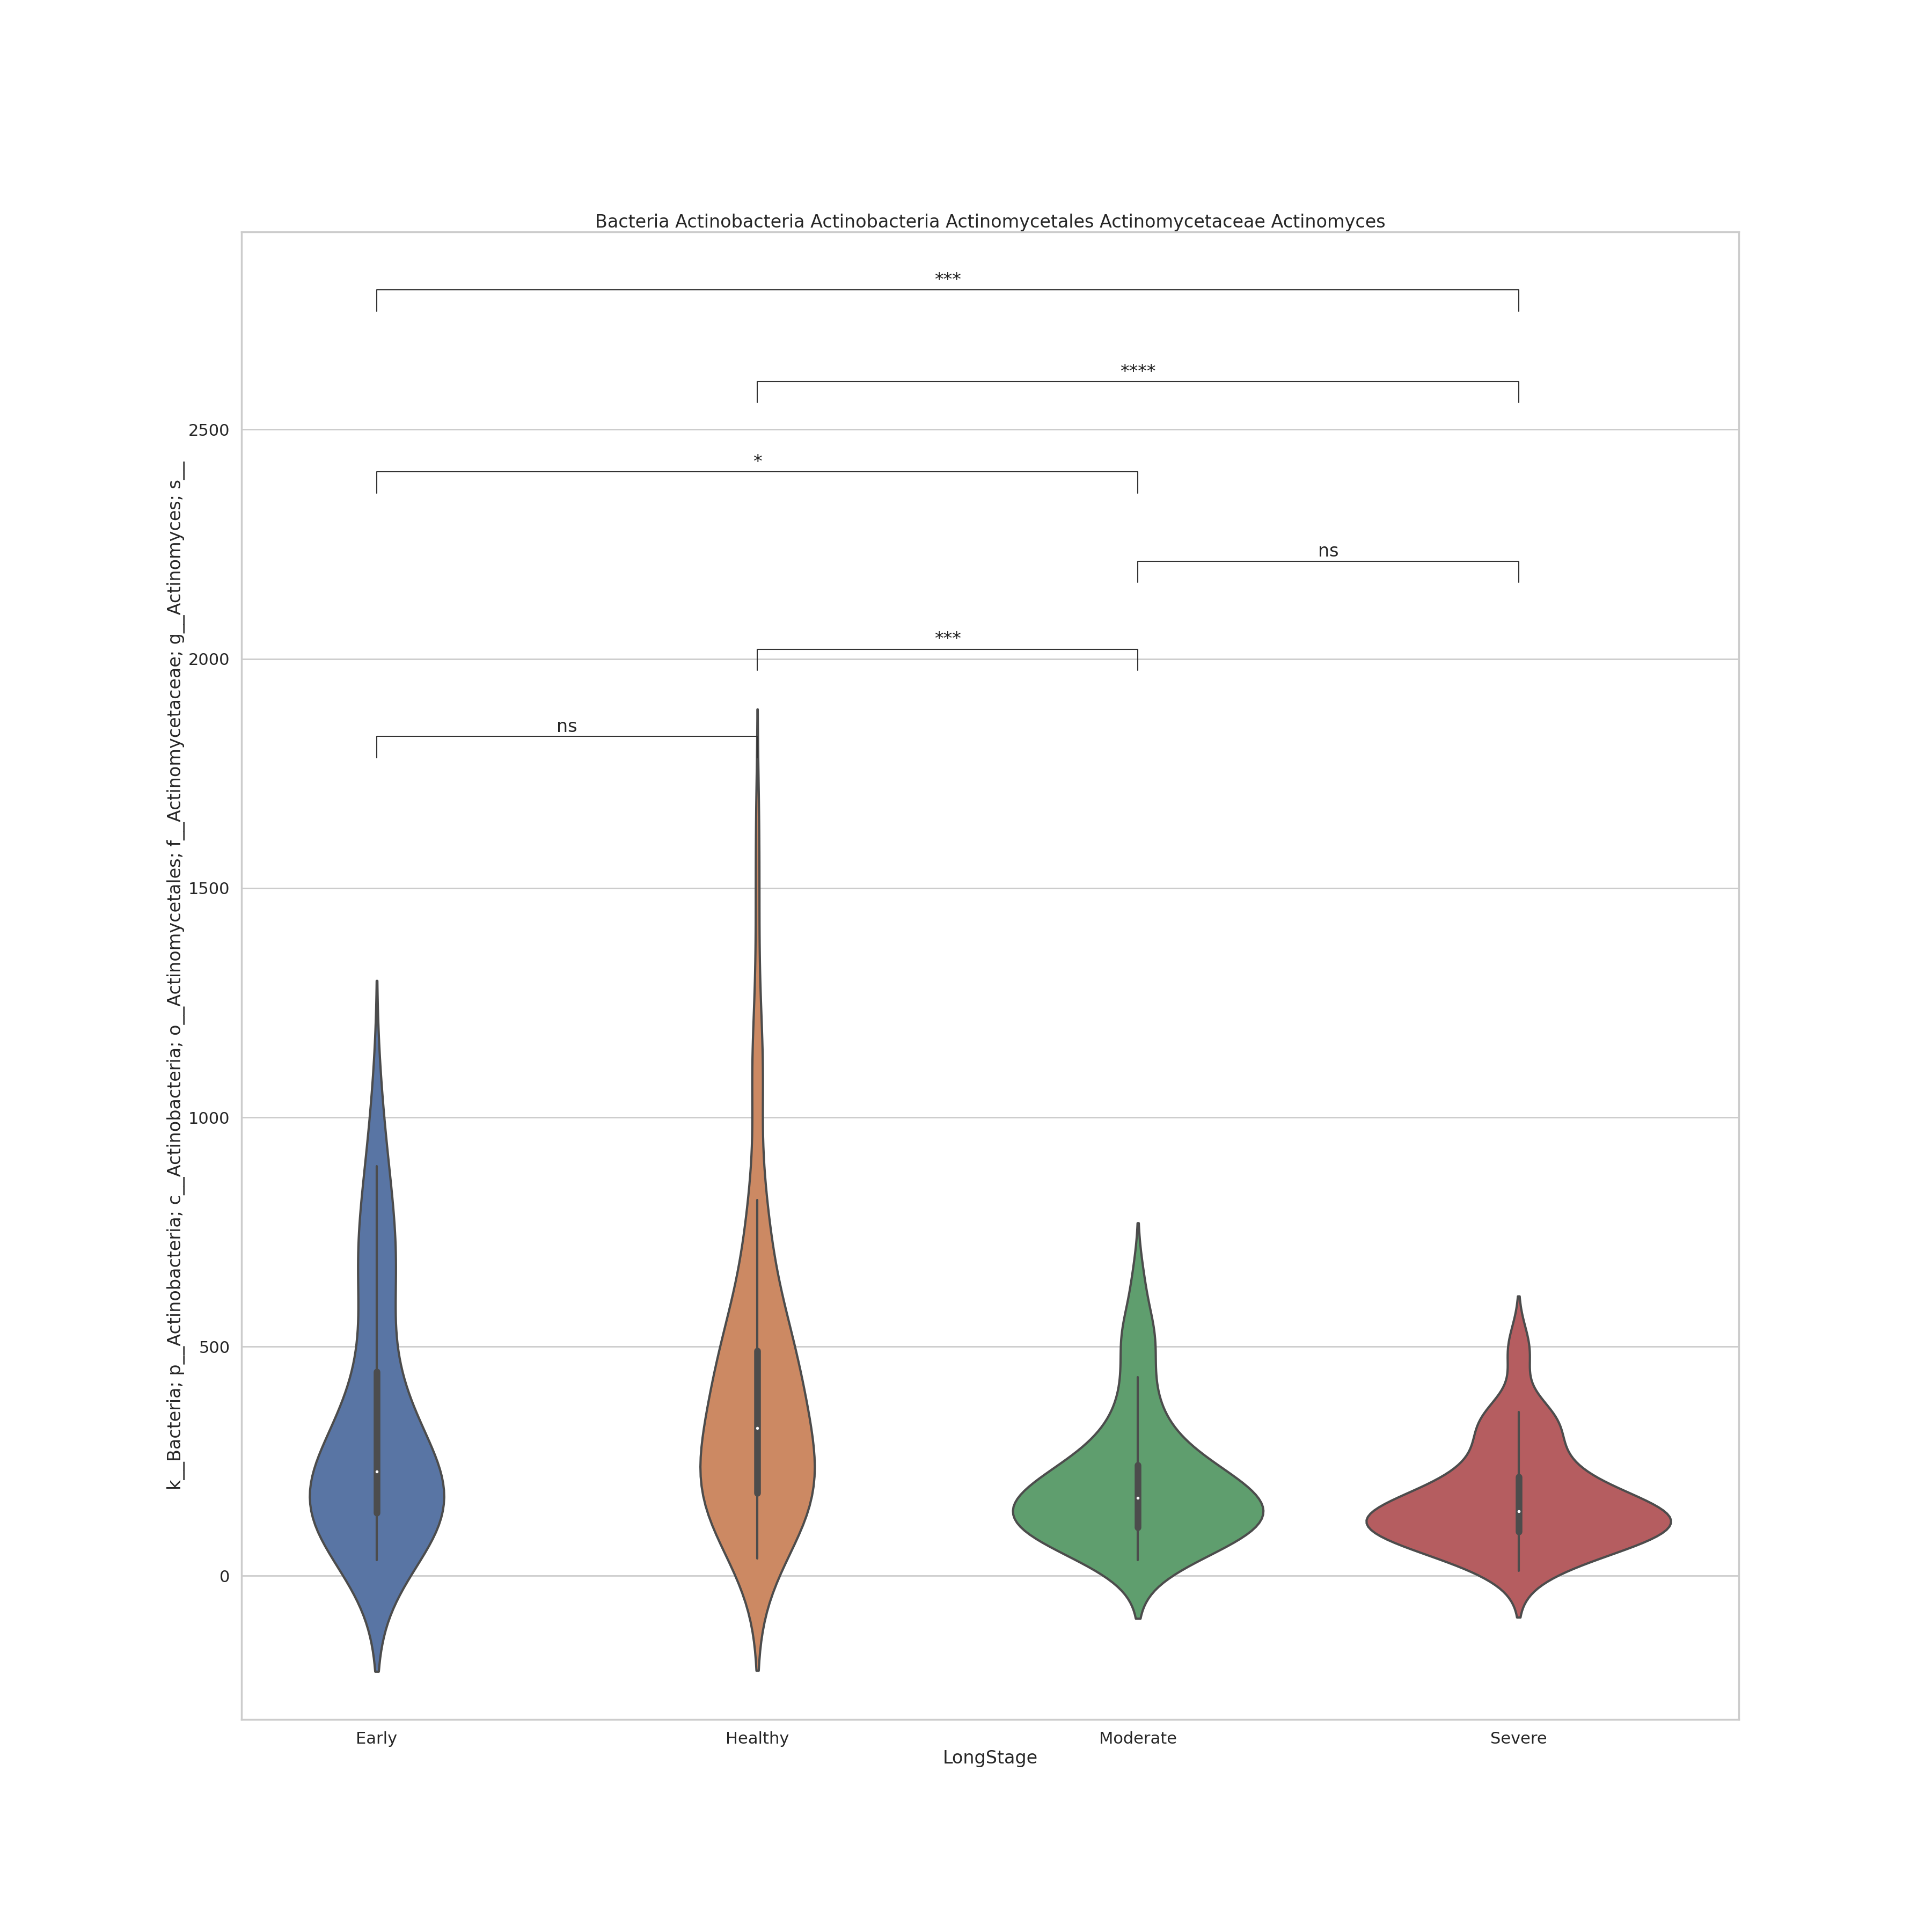 Bacteria Actinobacteria Actinobacteria Actinomycetales Actinomycetaceae Actinomyces
***
****
2500
*
ns
2000
***
ns
1500
1000
500
0
k__Bacteria; p__Actinobacteria; c__Actinobacteria; o__Actinomycetales; f__Actinomycetaceae; g__Actinomyces; s__
Early Healthy Moderate Severe
LongStage